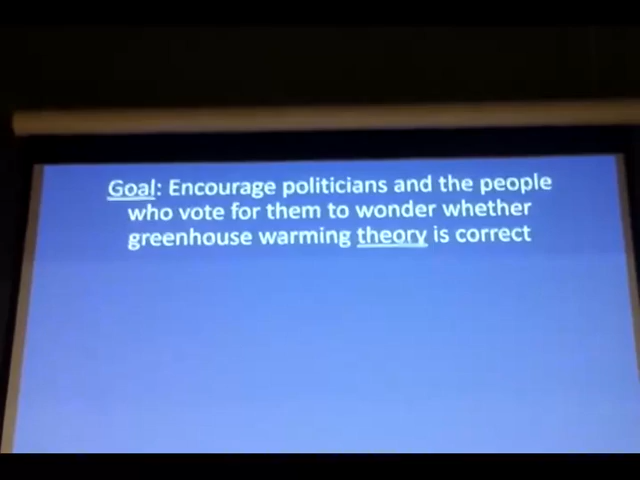 Goal: Encourage politicians and the people
who vote for them to wonder whether
greenhouse warming theory is correct